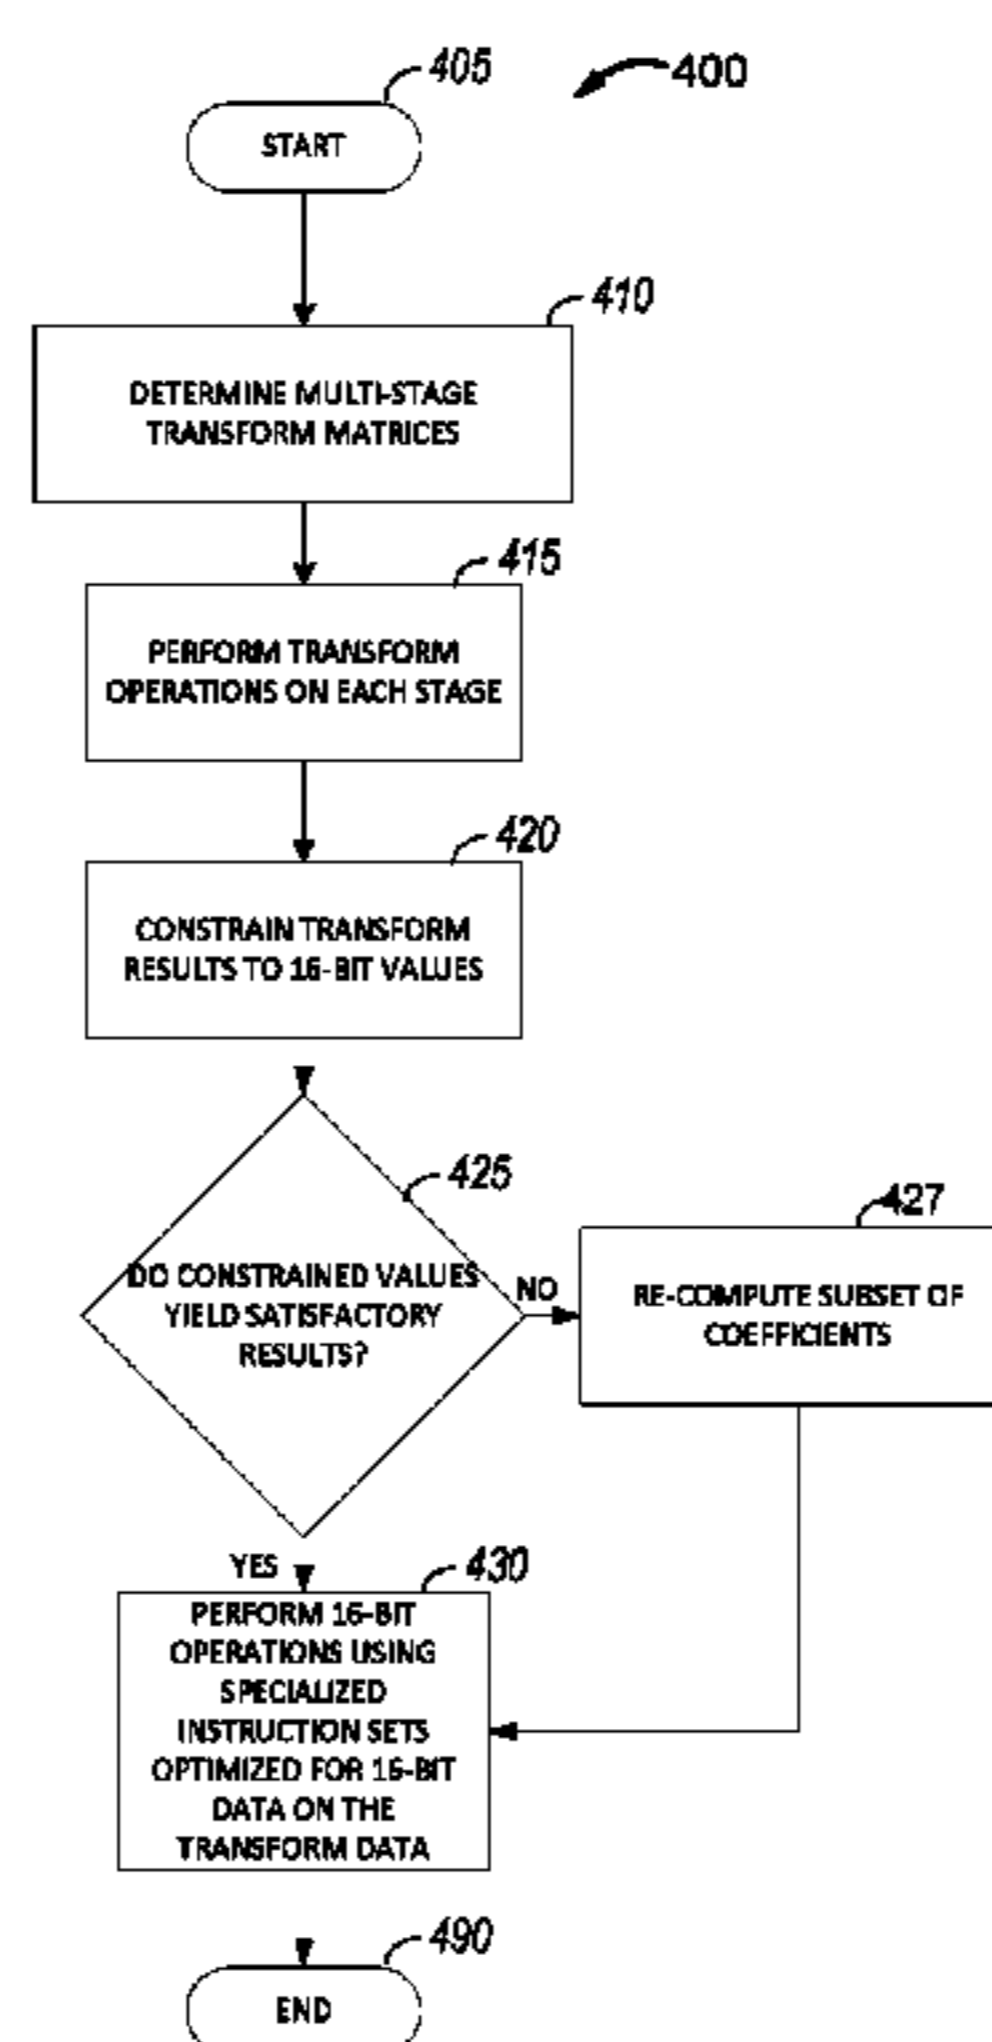 405
400
START
410
DETERMINE MULTI-STAGE
TRANSFORM MATRICES
415
PERFORM TRANSFORM
OPERATIONS ON EACH STAGE
420
CONSTRAIN TRANSFORM
RESULTS TO 16-BIT VALUES
425
427
DO CONSTRAINED VALUES
YIELD SATISFACTORY
RESULTS?
NO
RE-COMPUTE SUBSET OF
COEFFICIENTS
YES
430
PERFORM 16-BIT
OPERATIONS USING
SPECIALIZED
INSTRUCTION SETS
OPTIMIZED FOR 16-BIT
DATA ON THE
TRANSFORM DATA
490
END